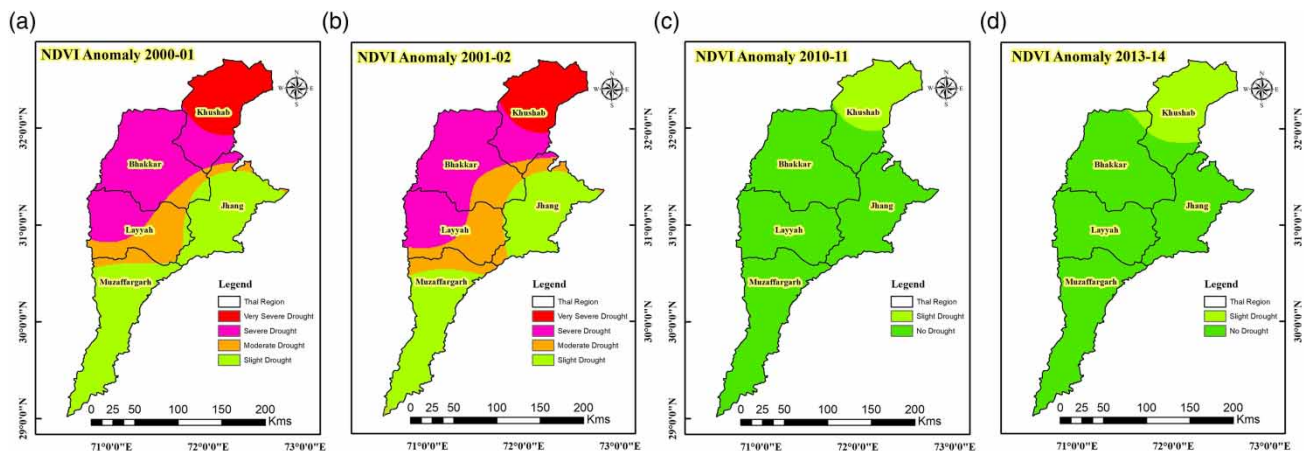 (a)
NDVI Anomaly 2000-01
N
W E
S
Khushab
Bhakkar
Jhang
Layyah
Muzaffargarh
Legend
Thal Region
Very Severe Drought
Severe Drought
Moderate Drought
Slight Drought
0 25 50 100 150 200
Kms
32°0'0"N
31°0'0"N
30°0'0"N
29°0'0"N
71°0'0"E 72°0'0"E 73°0'0"E
(b)
NDVI Anomaly 2001-02
N
W E
S
Khushab
Bhakkar
Jhang
Layyah
Muzaffargarh
Legend
Thal Region
Very Severe Drought
Severe Drought
Moderate Drought
Slight Drought
0 25 50 100 150 200
Kms
32°0'0"N
31°0'0"N
30°0'0"N
29°0'0"N
71°0'0"E 72°0'0"E 73°0'0"E
(c)
NDVI Anomaly 2010-11
N
W E
S
Khushab
Bhakkar
Jhang
Layyah
Muzaffargarh
Legend
Thal Region
Slight Drought
No Drought
0 25 50 100 150 200
Kms
32°0'0"N
31°0'0"N
30°0'0"N
29°0'0"N
71°0'0"E 72°0'0"E 73°0'0"E
(d)
NDVI Anomaly 2013-14
N
W E
S
Khushab
Bhakkar
Jhang
Layyah
Muzaffargarh
Legend
Thal Region
Slight Drought
No Drought
0 25 50 100 150 200
Kms
32°0'0"N
31°0'0"N
30°0'0"N
29°0'0"N
71°0'0"E 72°0'0"E 73°0'0"E